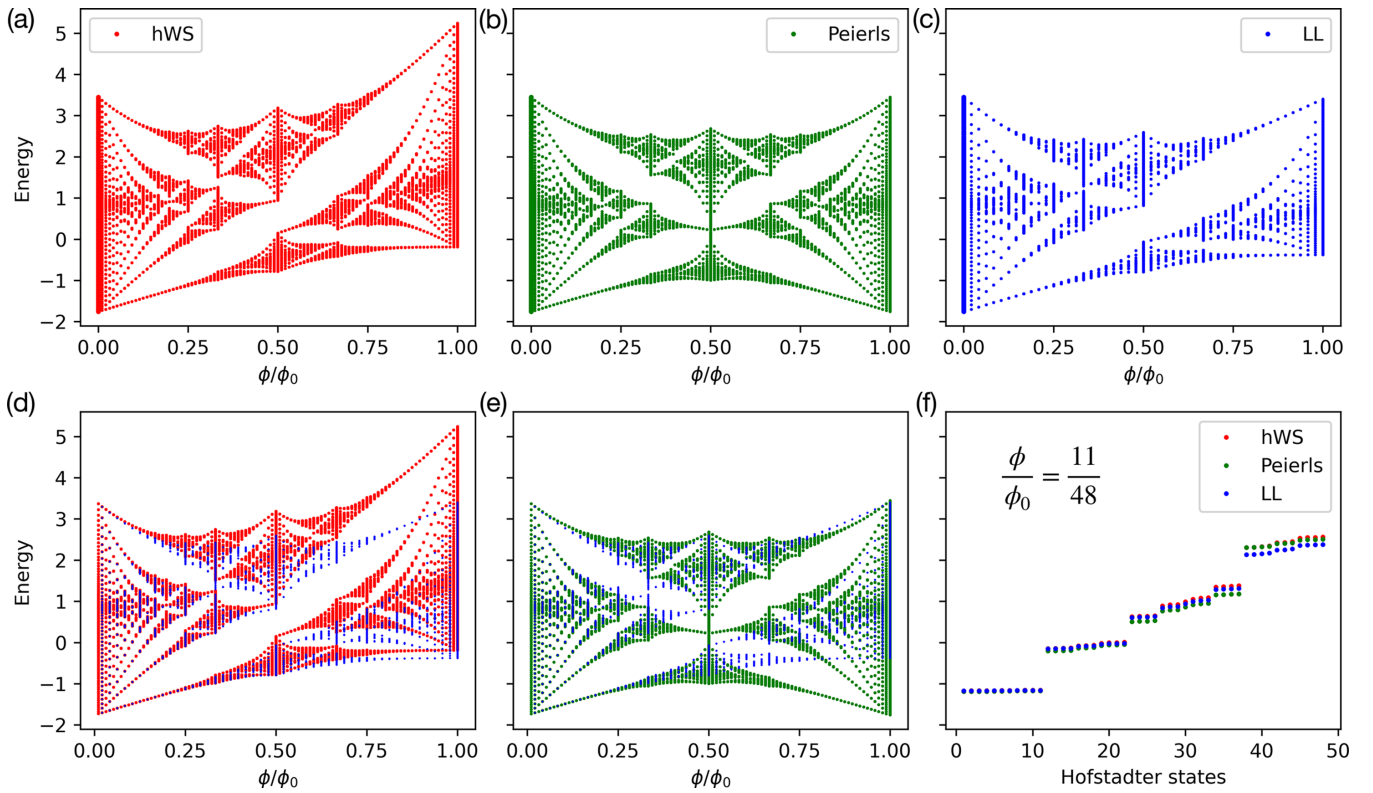 (a)
hWS
Energy
5
4
3
2
1
0
−1
−2
0.00 0.25 0.50 0.75 1.00
ϕ/ϕ₀
(b)
Peierls
0.00 0.25 0.50 0.75 1.00
ϕ/ϕ₀
(c)
LL
0.00 0.25 0.50 0.75 1.00
ϕ/ϕ₀
(d)
Energy
5
4
3
2
1
0
−1
−2
0.00 0.25 0.50 0.75 1.00
ϕ/ϕ₀
(e)
0.00 0.25 0.50 0.75 1.00
ϕ/ϕ₀
(f)
ϕ/ϕ₀ = 11/48
hWS
Peierls
LL
0 10 20 30 40 50
Hofstadter states